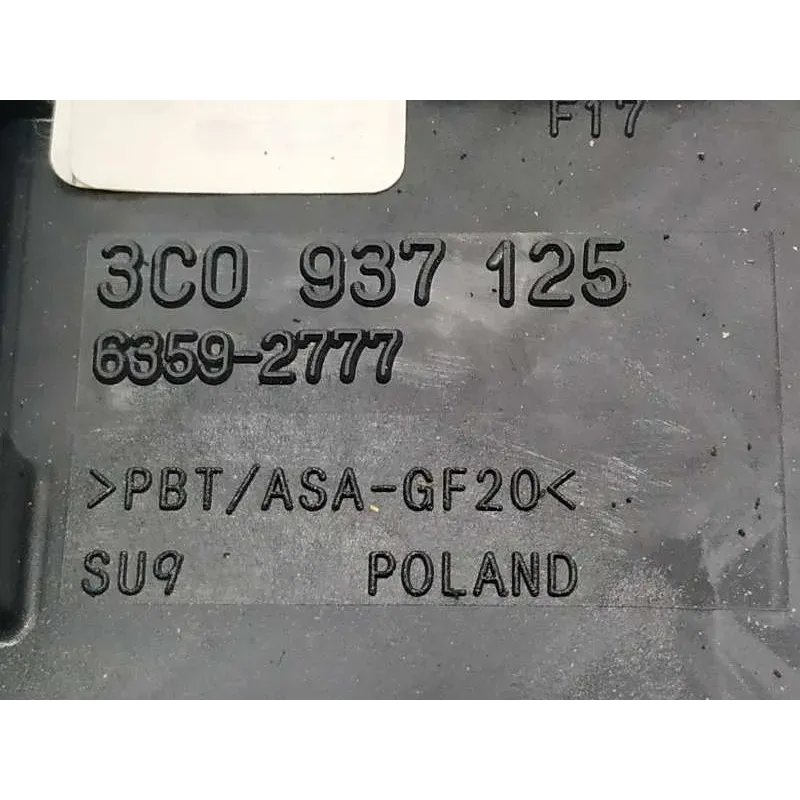 F17
3C0 937 125
6359-2777
>PBT/ASA-GF20<
SU9 POLAND